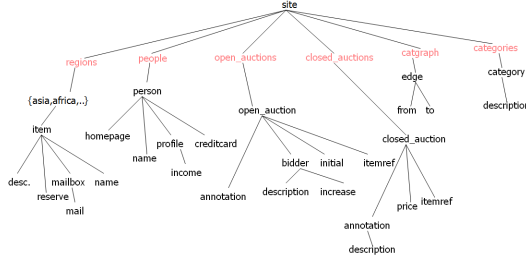 site
regions people open_auctions closed_auctions catgraph categories
edge category
{asia,africa,..} person from to description
item homepage name profile creditcard open_auction closed_auction
income
desc. reserve mailbox name bidder initial itemref
mail annotation description increase price itemref
annotation
description